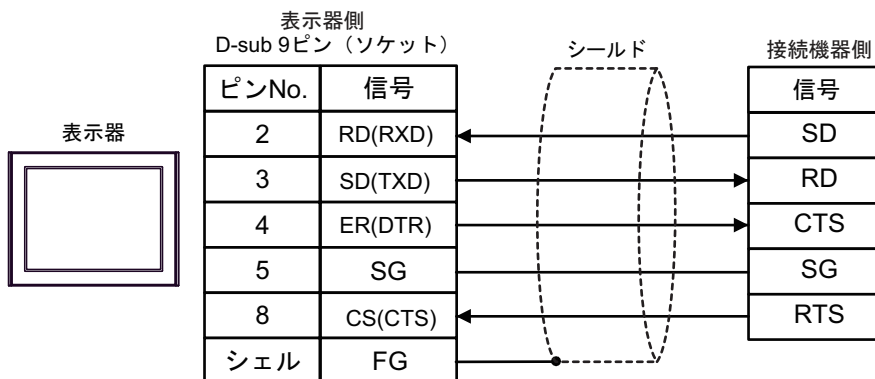 表示器側
D-sub 9ピン（ソケット）
シールド
接続機器側
ピンNo. 信号 信号
表示器
2 RD(RXD) SD
3 SD(TXD) RD
4 ER(DTR) CTS
5 SG SG
8 CS(CTS) RTS
シェル FG